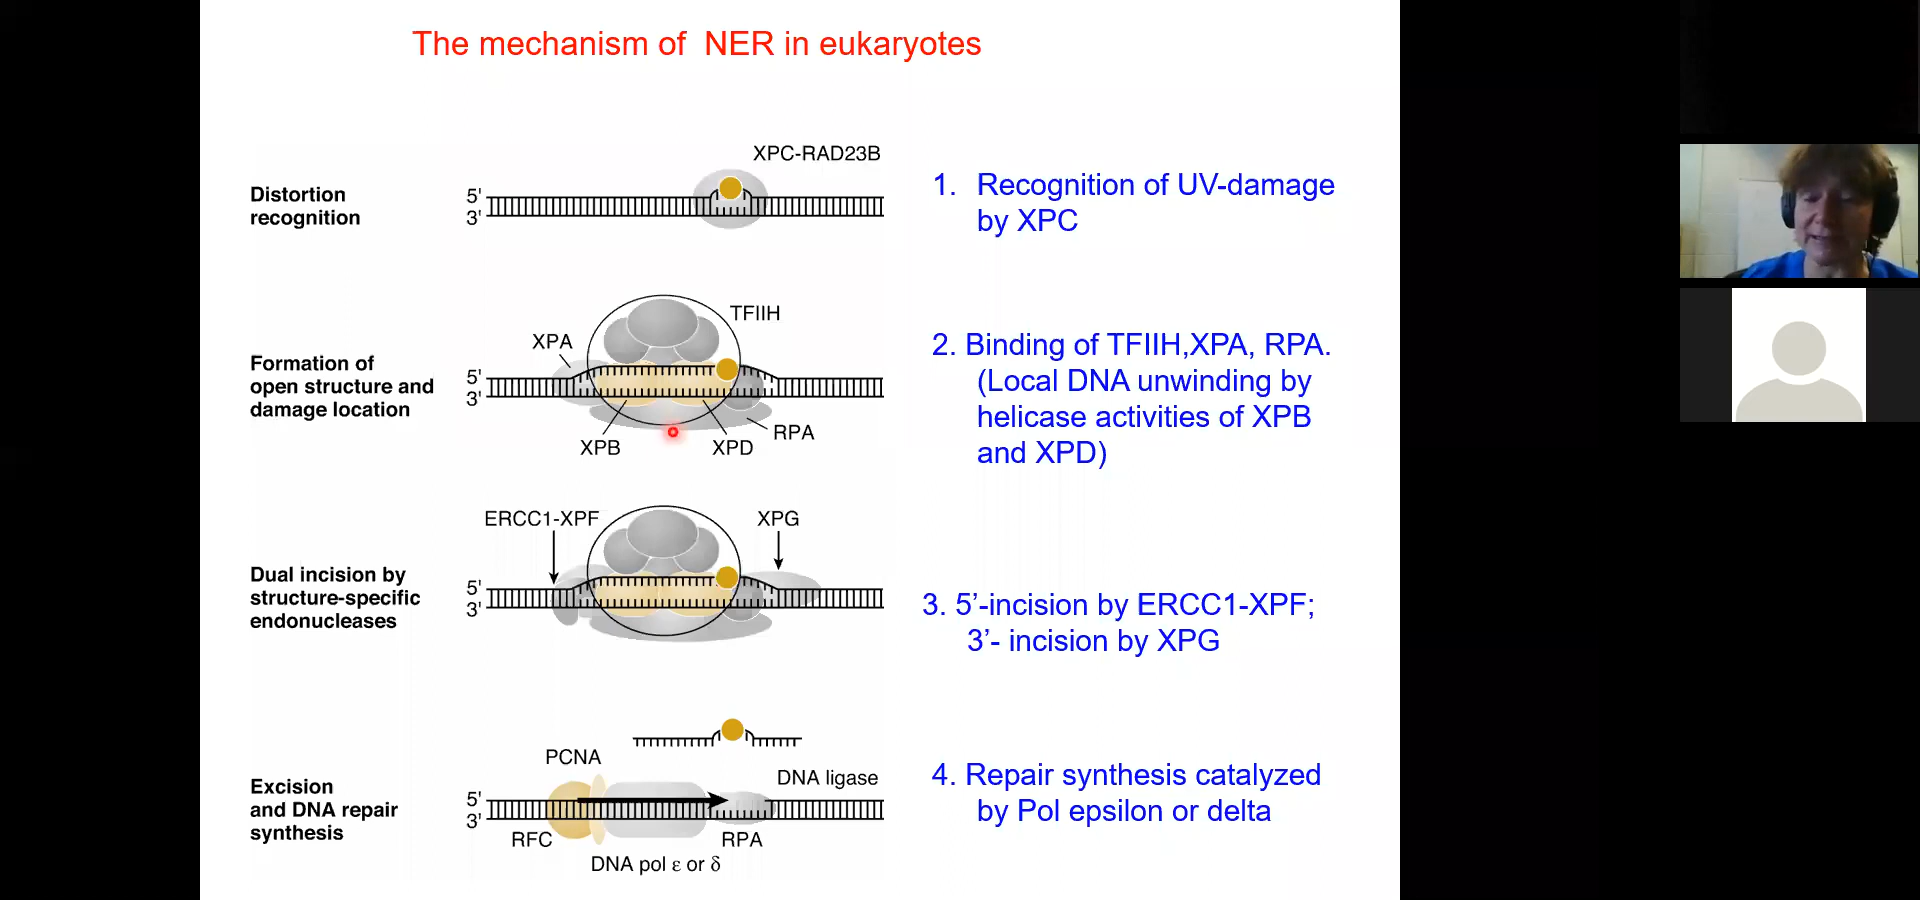 The mechanism of  NER in eukaryotes
XPC-RAD23B
Distortion
recognition
5'
3'
1.  Recognition of UV-damage
by XPC
TFIIH
XPA
Formation of
open structure and
damage location
5'
3'
XPB
XPD
RPA
2. Binding of TFIIH,XPA, RPA.
(Local DNA unwinding by
helicase activities of XPB
and XPD)
ERCC1-XPF
XPG
Dual incision by
structure-specific
endonucleases
5'
3'
3. 5’-incision by ERCC1-XPF;
3’- incision by XPG
PCNA
DNA ligase
Excision
and DNA repair
synthesis
5'
3'
RFC
RPA
DNA pol ε or δ
4. Repair synthesis catalyzed
by Pol epsilon or delta